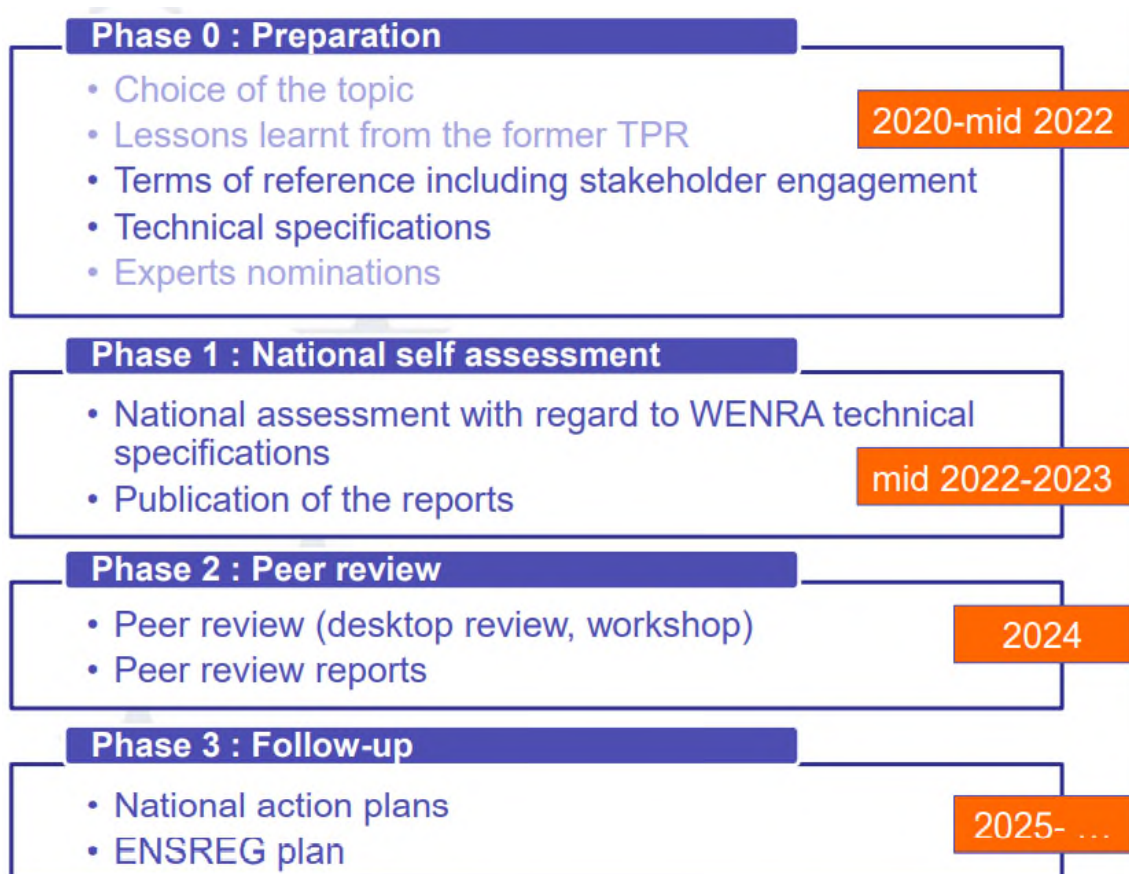 Phase 0 : Preparation
• Choice of the topic
• Lessons learnt from the former TPR
2020-mid 2022
• Terms of reference including stakeholder engagement
• Technical specifications
• Experts nominations
Phase 1 : National self assessment
• National assessment with regard to WENRA technical
specifications
mid 2022-2023
• Publication of the reports
Phase 2 : Peer review
• Peer review (desktop review, workshop)
2024
• Peer review reports
Phase 3 : Follow-up
• National action plans
2025- ...
• ENSREG plan